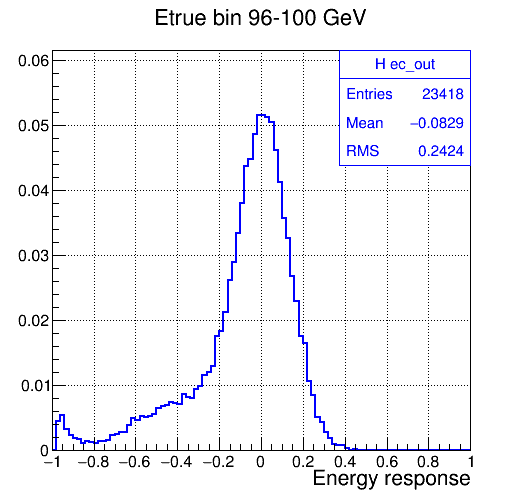 Etrue bin 96-100 GeV
H ec_out
Entries 23418
Mean −0.0829
RMS 0.2424
0.06
0.05
0.04
0.03
0.02
0.01
0
−1 −0.8 −0.6 −0.4 −0.2 0 0.2 0.4 0.6 0.8 1
Energy response